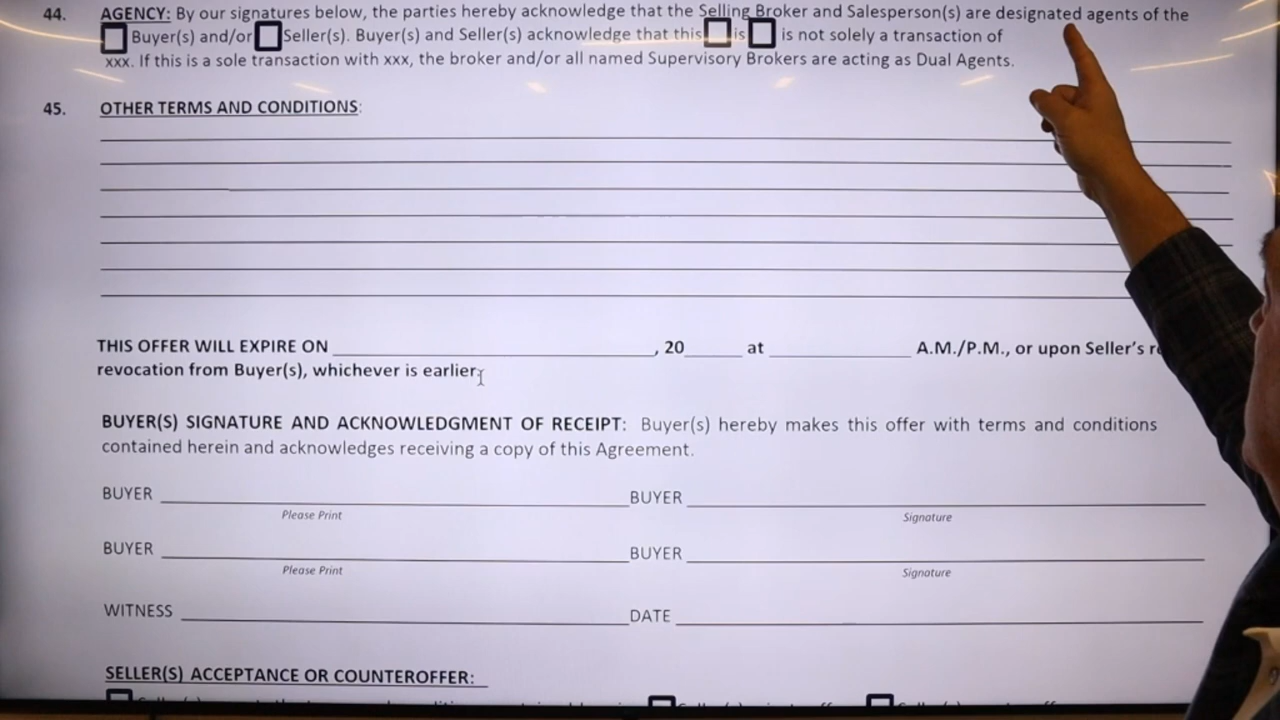 44. AGENCY: By our signatures below, the parties hereby acknowledge that the Selling Broker and Salesperson(s) are designated agents of the
Buyer(s) and/or Seller(s). Buyer(s) and Seller(s) acknowledge that this is is not solely a transaction of
xxx. If this is a sole transaction with xxx, the broker and/or all named Supervisory Brokers are acting as Dual Agents.
45. OTHER TERMS AND CONDITIONS:
THIS OFFER WILL EXPIRE ON , 20 at A.M./P.M., or upon Seller's
revocation from Buyer(s), whichever is earlier.
BUYER(S) SIGNATURE AND ACKNOWLEDGMENT OF RECEIPT: Buyer(s) hereby makes this offer with terms and conditions
contained herein and acknowledges receiving a copy of this Agreement.
BUYER BUYER
Please Print Signature
BUYER BUYER
Please Print Signature
WITNESS DATE
SELLER(S) ACCEPTANCE OR COUNTEROFFER: